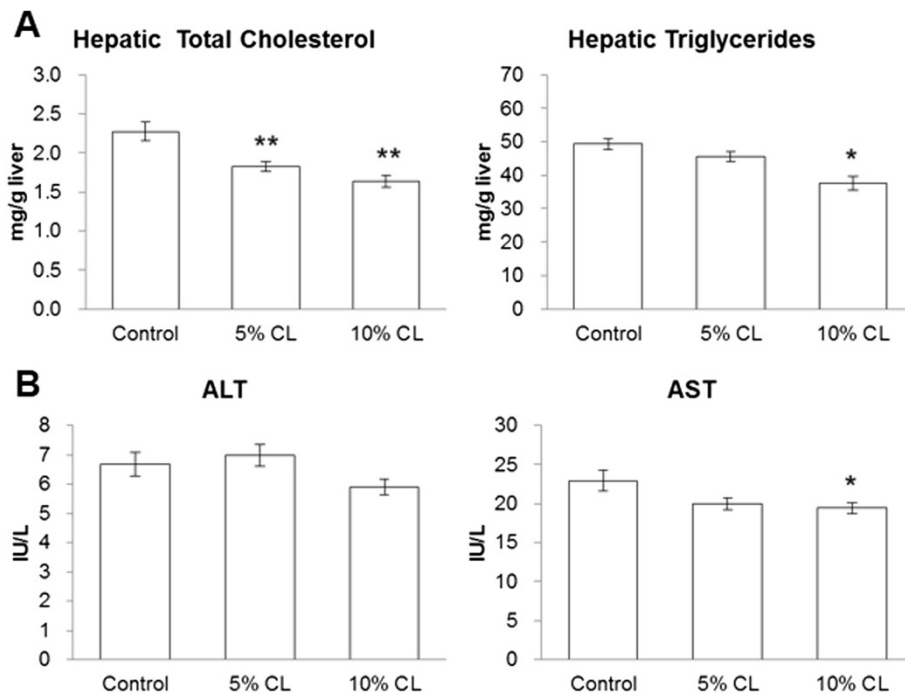 A
Hepatic Total Cholesterol
mg/g liver
3.0
2.5
2.0
1.5
1.0
0.5
0.0
**
**
Control 5% CL 10% CL
Hepatic Triglycerides
mg/g liver
70
60
50
40
30
20
10
0
*
Control 5% CL 10% CL
B
ALT
IU/L
8
7
6
5
4
3
2
1
0
Control 5% CL 10% CL
AST
IU/L
30
25
20
15
10
5
0
*
Control 5% CL 10% CL